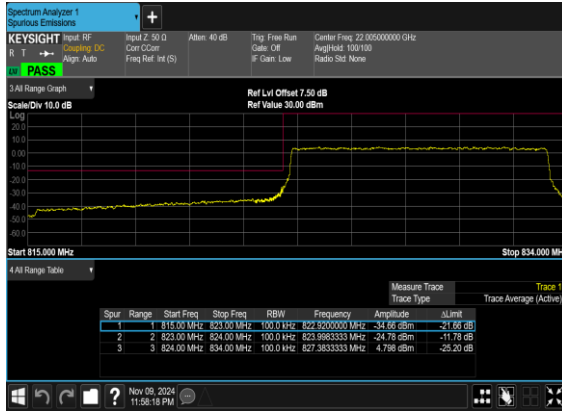 Spectrum Analyzer 1
Spurious Emissions
+
KEYSIGHT Input: RF Input Z: 50 Ω Atten: 40 dB Trig: Free Run Center Freq: 22.005000000 GHz
R T Coupling: DC Corr CCorr Gate: Off Avg|Hold: 100/100
Align: Auto Freq Ref: Int (S) IF Gain: Low Radio Std: None
PASS
3 All Range Graph Ref Lvl Offset 7.50 dB
Scale/Div 10.0 dB Ref Value 30.00 dBm
Log
20.0
10.0
0.00
-10.0
-20.0
-30.0
-40.0
-50.0
-60.0
Start 815.000 MHz Stop 834.000 MH
4 All Range Table
Measure Trace Trace 1
Trace Type Trace Average (Active)
Spur Range Start Freq Stop Freq RBW Frequency Amplitude ΔLimit
1 1 815.00 MHz 823.00 MHz 100.0 kHz 822.9200000 MHz -34.66 dBm -21.66 dB
2 2 823.00 MHz 824.00 MHz 100.0 kHz 823.9983333 MHz -24.78 dBm -11.78 dB
3 3 824.00 MHz 834.00 MHz 100.0 kHz 827.3833333 MHz 4.798 dBm -25.20 dB
? Nov 09, 2024
11:58:18 PM